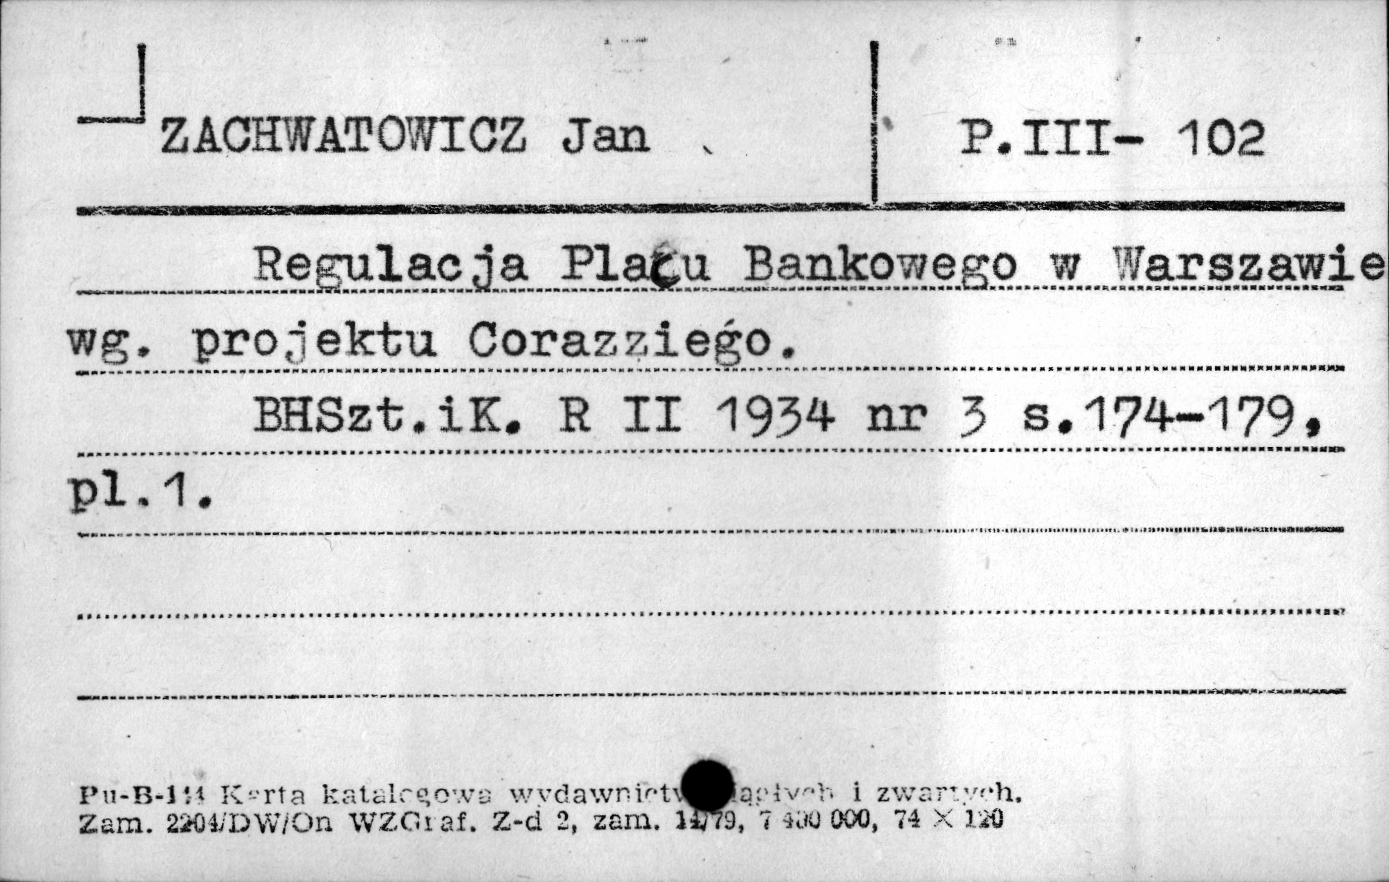 ZACHWATOWICZ Jan P.III- 102
Regulacja Placu Bankowego w Warszawie
wg. projektu Corazziego.
BHSzt.iK. R II 1934 nr 3 s.174-179,
pl.1.
Pu-B-144 Karta katalogowa wydawnictw ciągłych i zwartych.
Zam. 2204/DW/On WZGraf. Z-d 2, zam. 14/79, 7 400 000, 74 X 120